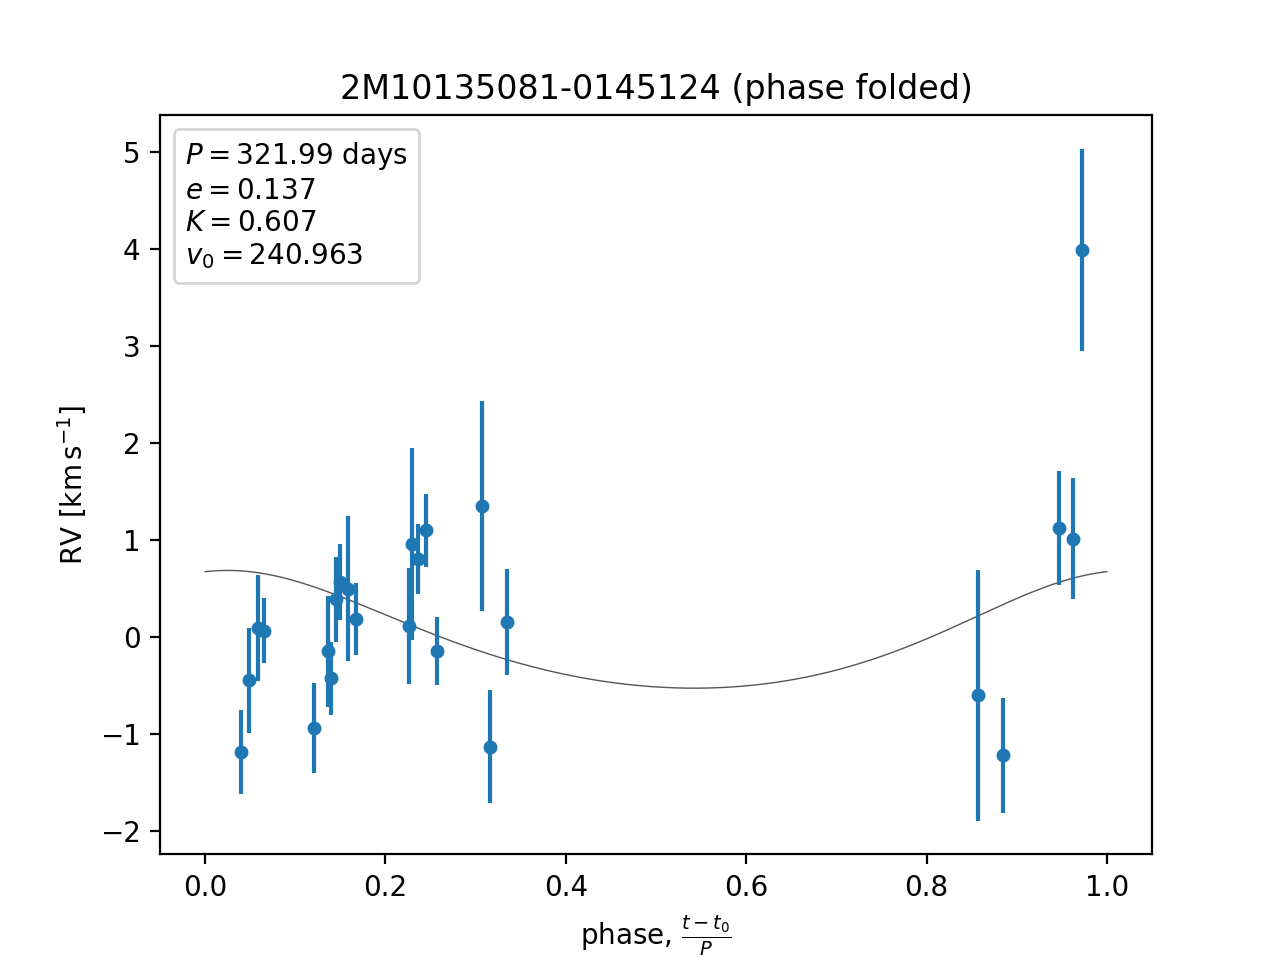 2M10135081-0145124 (phase folded)
P = 321.99 days
e = 0.137
K = 0.607
v₀ = 240.963
5
4
3
2
1
0
−1
−2
RV [km s⁻¹]
0.0 0.2 0.4 0.6 0.8 1.0
phase, (t − t₀)/P